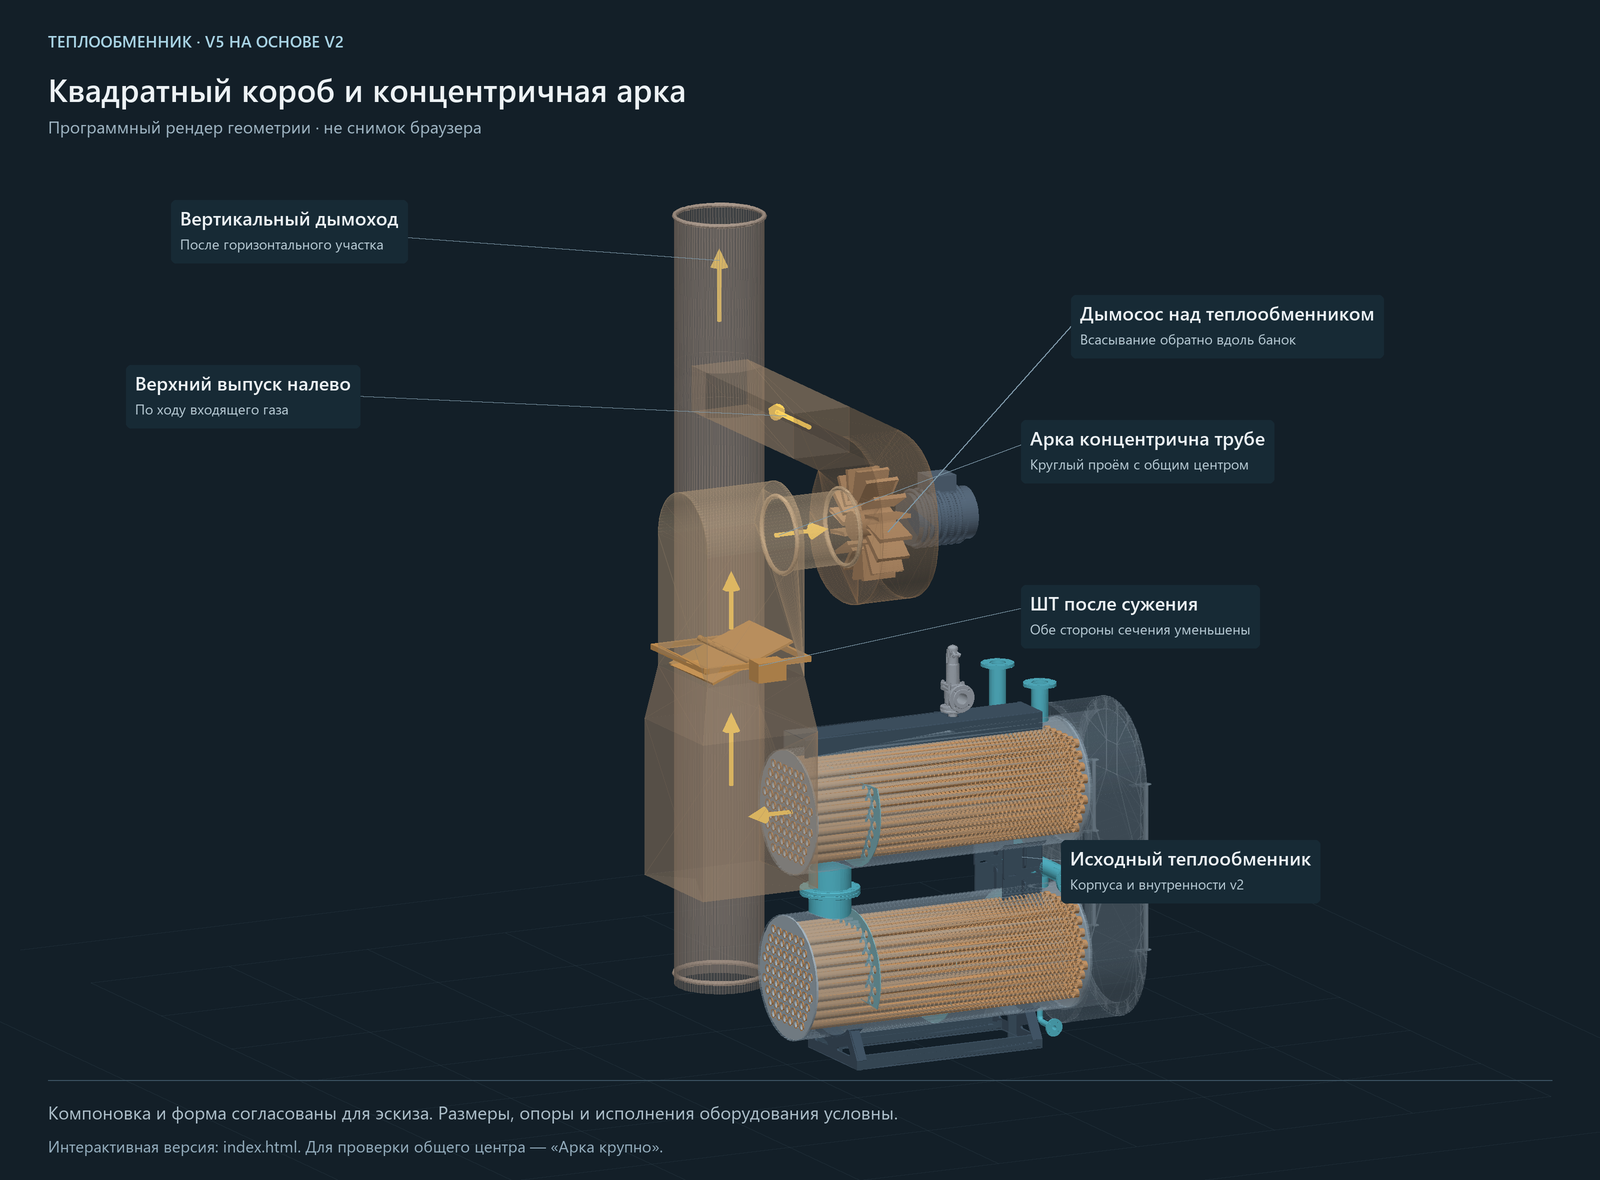 ТЕПЛООБМЕННИК · V5 НА ОСНОВЕ V2
Квадратный короб и концентричная арка
Программный рендер геометрии · не снимок браузера
Вертикальный дымоход
После горизонтального участка
Дымосос над теплообменником
Всасывание обратно вдоль банок
Верхний выпуск налево
По ходу входящего газа
Арка концентрична трубе
Круглый проём с общим центром
ШТ после сужения
Обе стороны сечения уменьшены
Исходный теплообменник
Корпуса и внутренности v2
Компоновка и форма согласованы для эскиза. Размеры, опоры и исполнения оборудования условны.
Интерактивная версия: index.html. Для проверки общего центра — «Арка крупно».